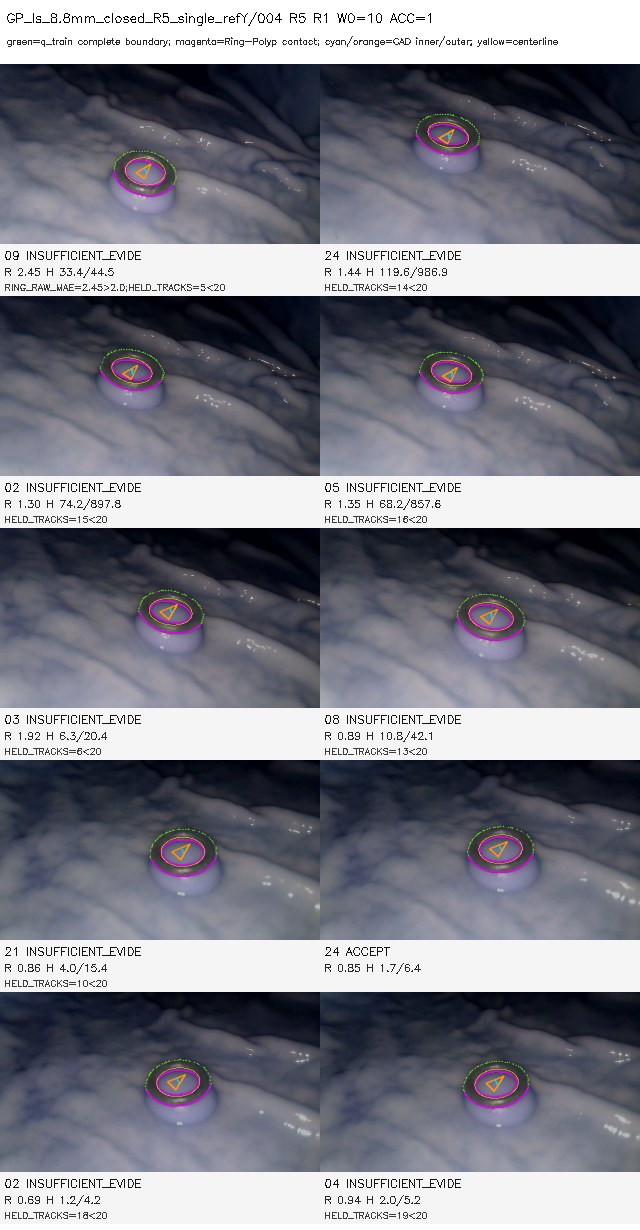 GP_Is_8.8mm_closed_R5_single_refY/004 R5 R1 W0=10 ACC=1
green=q_train complete boundary; magenta=Ring-Polyp contact; cyan/orange=CAD inner/outer; yellow=centerline
09 INSUFFICIENT_EVIDE
R 2.45 H 33.4/44.5
RING_RAW_MAE=2.45>2.0;HELD_TRACKS=5<20
24 INSUFFICIENT_EVIDE
R 1.44 H 119.6/986.9
HELD_TRACKS=14<20
02 INSUFFICIENT_EVIDE
R 1.30 H 74.2/897.8
HELD_TRACKS=15<20
05 INSUFFICIENT_EVIDE
R 1.35 H 68.2/857.6
HELD_TRACKS=16<20
03 INSUFFICIENT_EVIDE
R 1.92 H 6.3/20.4
HELD_TRACKS=6<20
08 INSUFFICIENT_EVIDE
R 0.89 H 10.8/42.1
HELD_TRACKS=13<20
21 INSUFFICIENT_EVIDE
R 0.86 H 4.0/15.4
HELD_TRACKS=10<20
24 ACCEPT
R 0.85 H 1.7/6.4
02 INSUFFICIENT_EVIDE
R 0.69 H 1.2/4.2
HELD_TRACKS=18<20
04 INSUFFICIENT_EVIDE
R 0.94 H 2.0/5.2
HELD_TRACKS=19<20